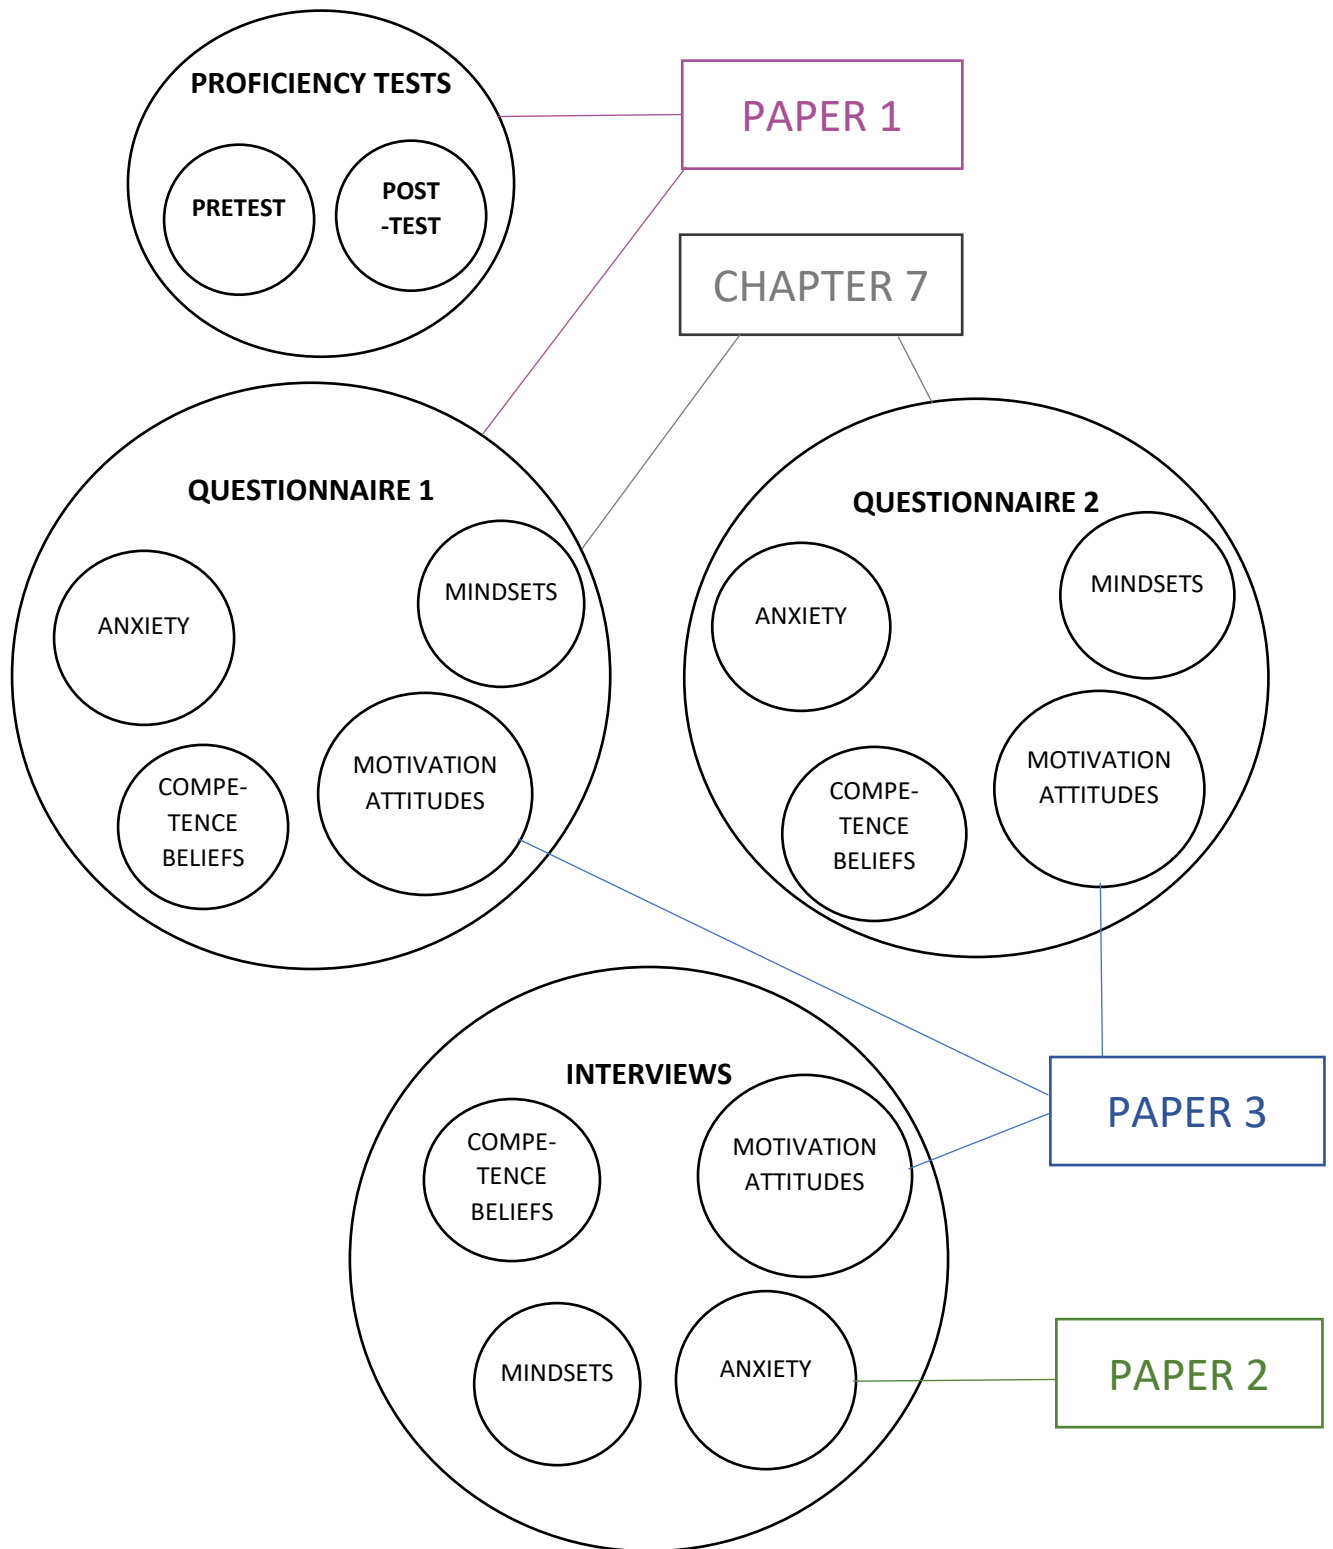 PROFICIENCY TESTS
PRETEST
POST
-TEST
PAPER 1
CHAPTER 7
QUESTIONNAIRE 1
ANXIETY
MINDSETS
COMPE-
TENCE
BELIEFS
MOTIVATION
ATTITUDES
QUESTIONNAIRE 2
ANXIETY
MINDSETS
COMPE-
TENCE
BELIEFS
MOTIVATION
ATTITUDES
INTERVIEWS
COMPE-
TENCE
BELIEFS
MOTIVATION
ATTITUDES
MINDSETS
ANXIETY
PAPER 3
PAPER 2